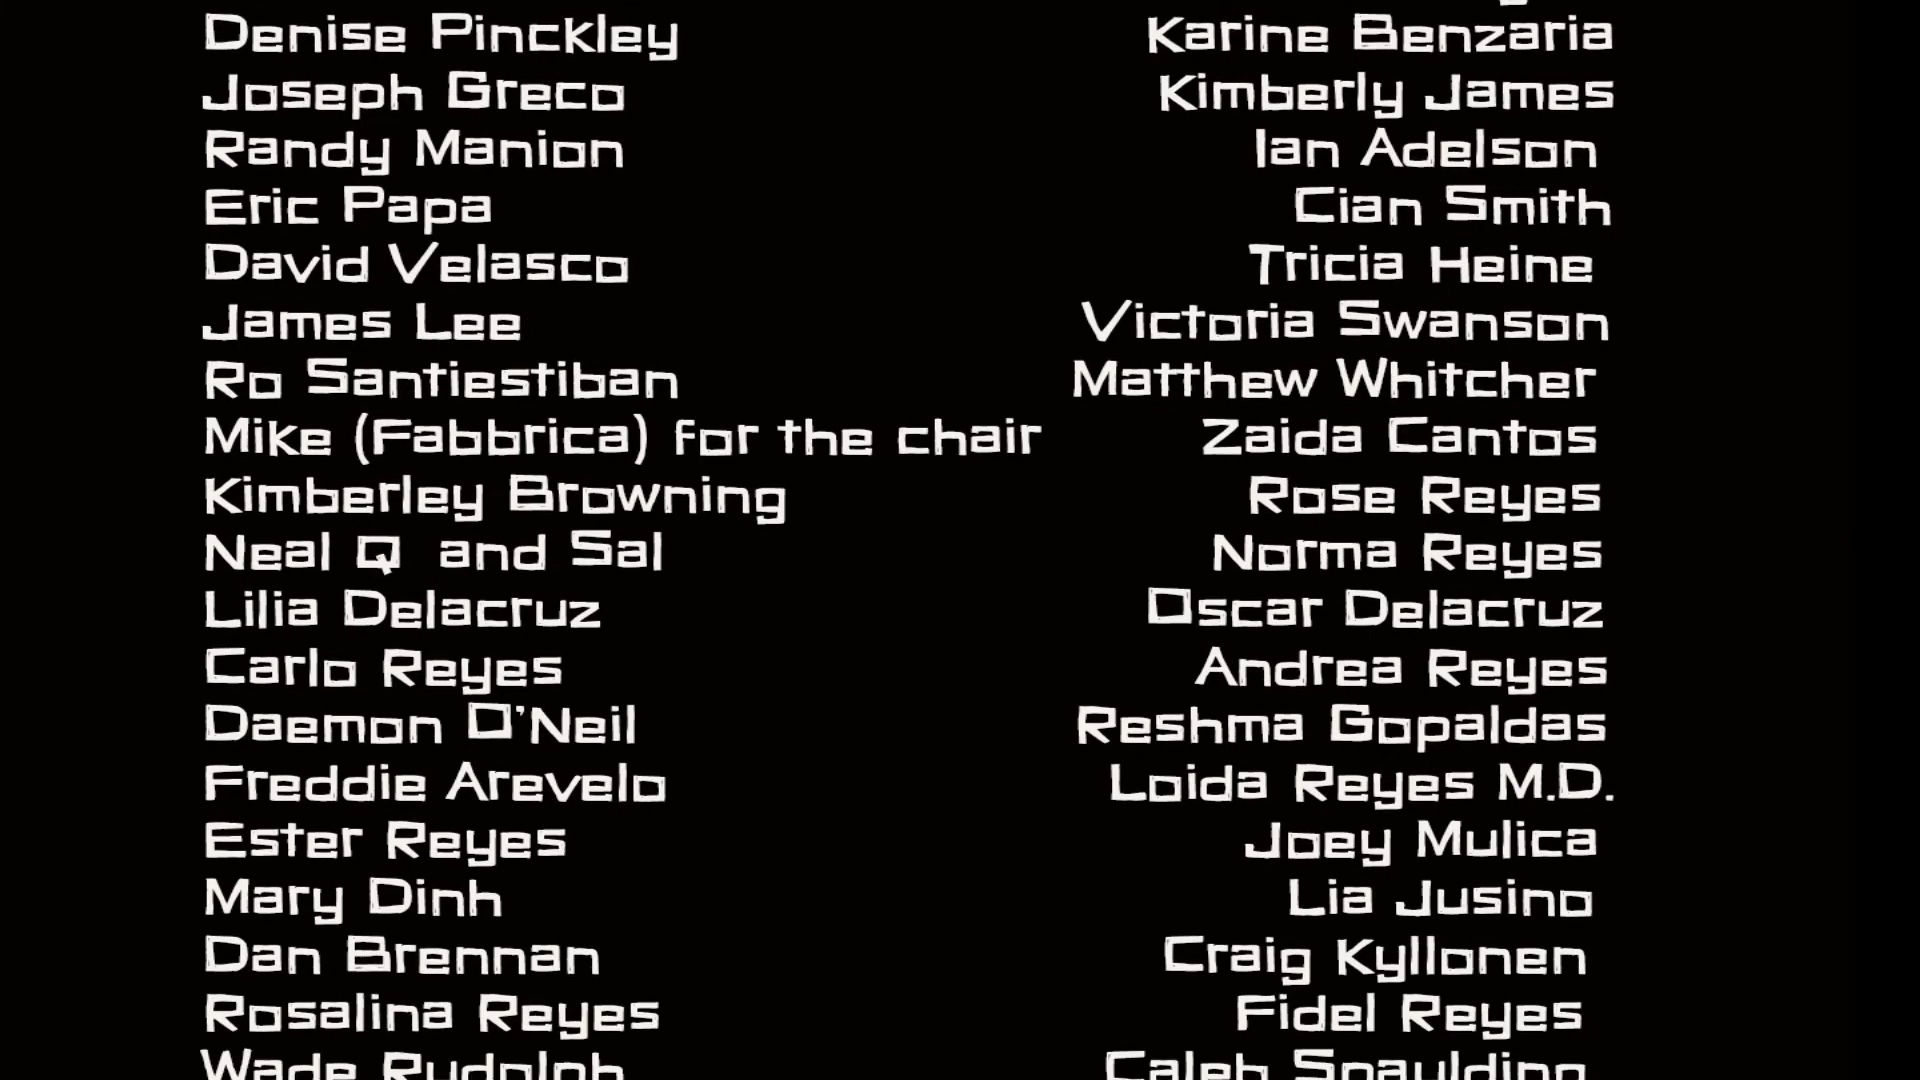 Denise Pinckley
Karine Benzaria
Joseph Greco
Kimberly James
Randy Manion
Ian Adelson
Eric Papa
Cian Smith
David Velasco
Tricia Heine
James Lee
Victoria Swanson
Ro Santiestiban
Matthew Whitcher
Mike (Fabbrica) for the chair
Zaida Cantos
Kimberley Browning
Rose Reyes
Neal Q and Sal
Norma Reyes
Lilia Delacruz
Oscar Delacruz
Carlo Reyes
Andrea Reyes
Daemon O'Neil
Reshma Gopaldas
Freddie Arevelo
Loida Reyes M.D.
Ester Reyes
Joey Mulica
Mary Dinh
Lia Jusino
Dan Brennan
Craig Kyllonen
Rosalina Reyes
Fidel Reyes
Wade Rudolph
Caleb Spaulding